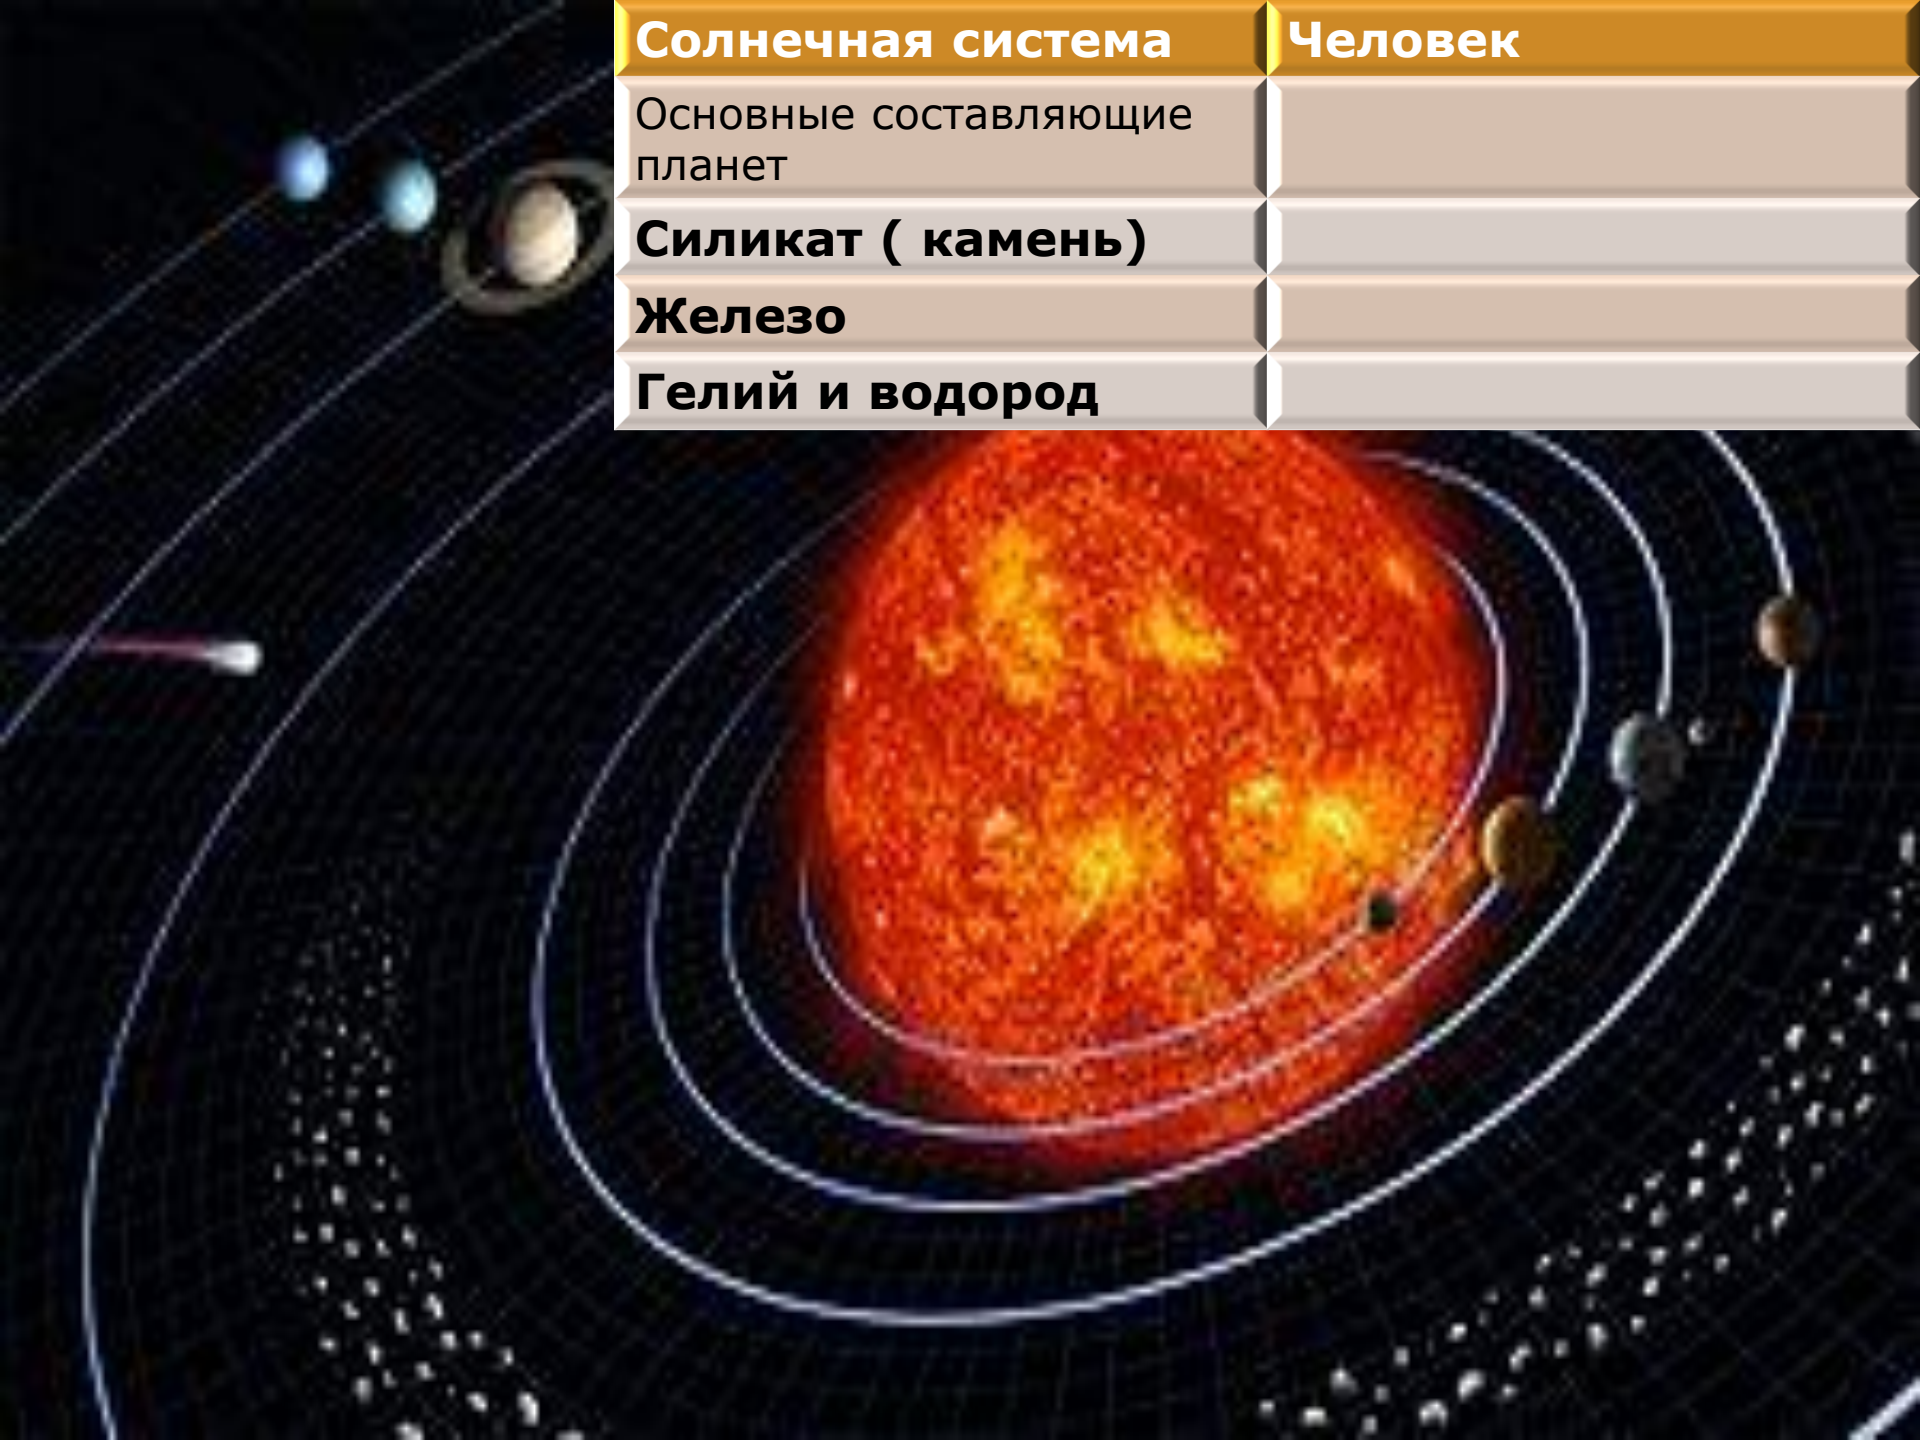 Солнечная система
Человек
Основные составляющие
планет
Силикат ( камень)
Железо
Гелий и водород